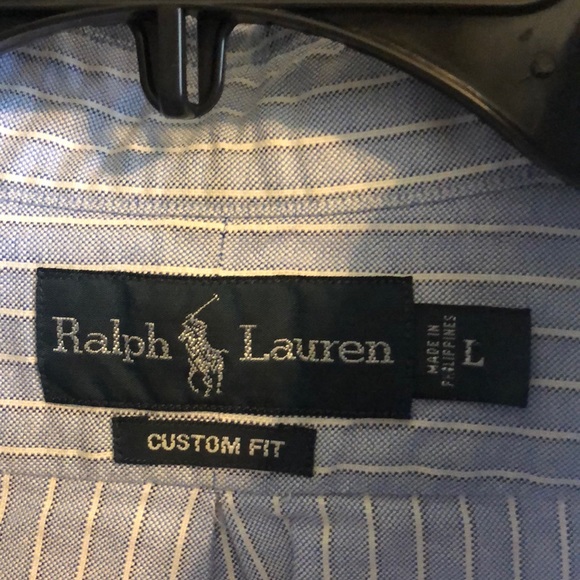 Ralph Lauren
MADE IN
PHILIPPINES
L
CUSTOM FIT